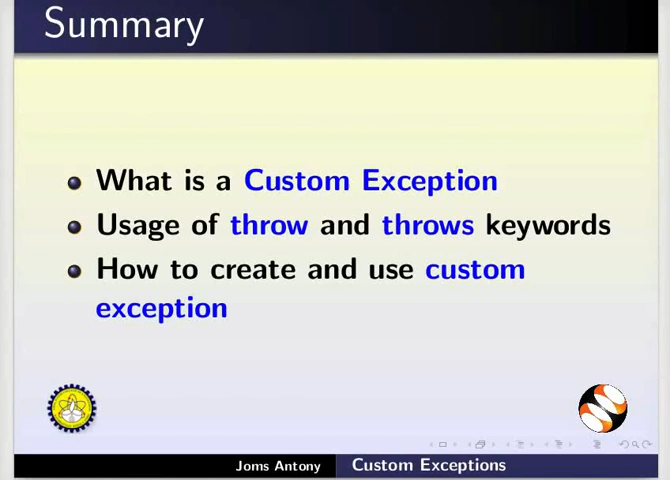 Summary
What is a Custom Exception
Usage of throw and throws keywords
How to create and use custom
exception
Joms Antony Custom Exceptions